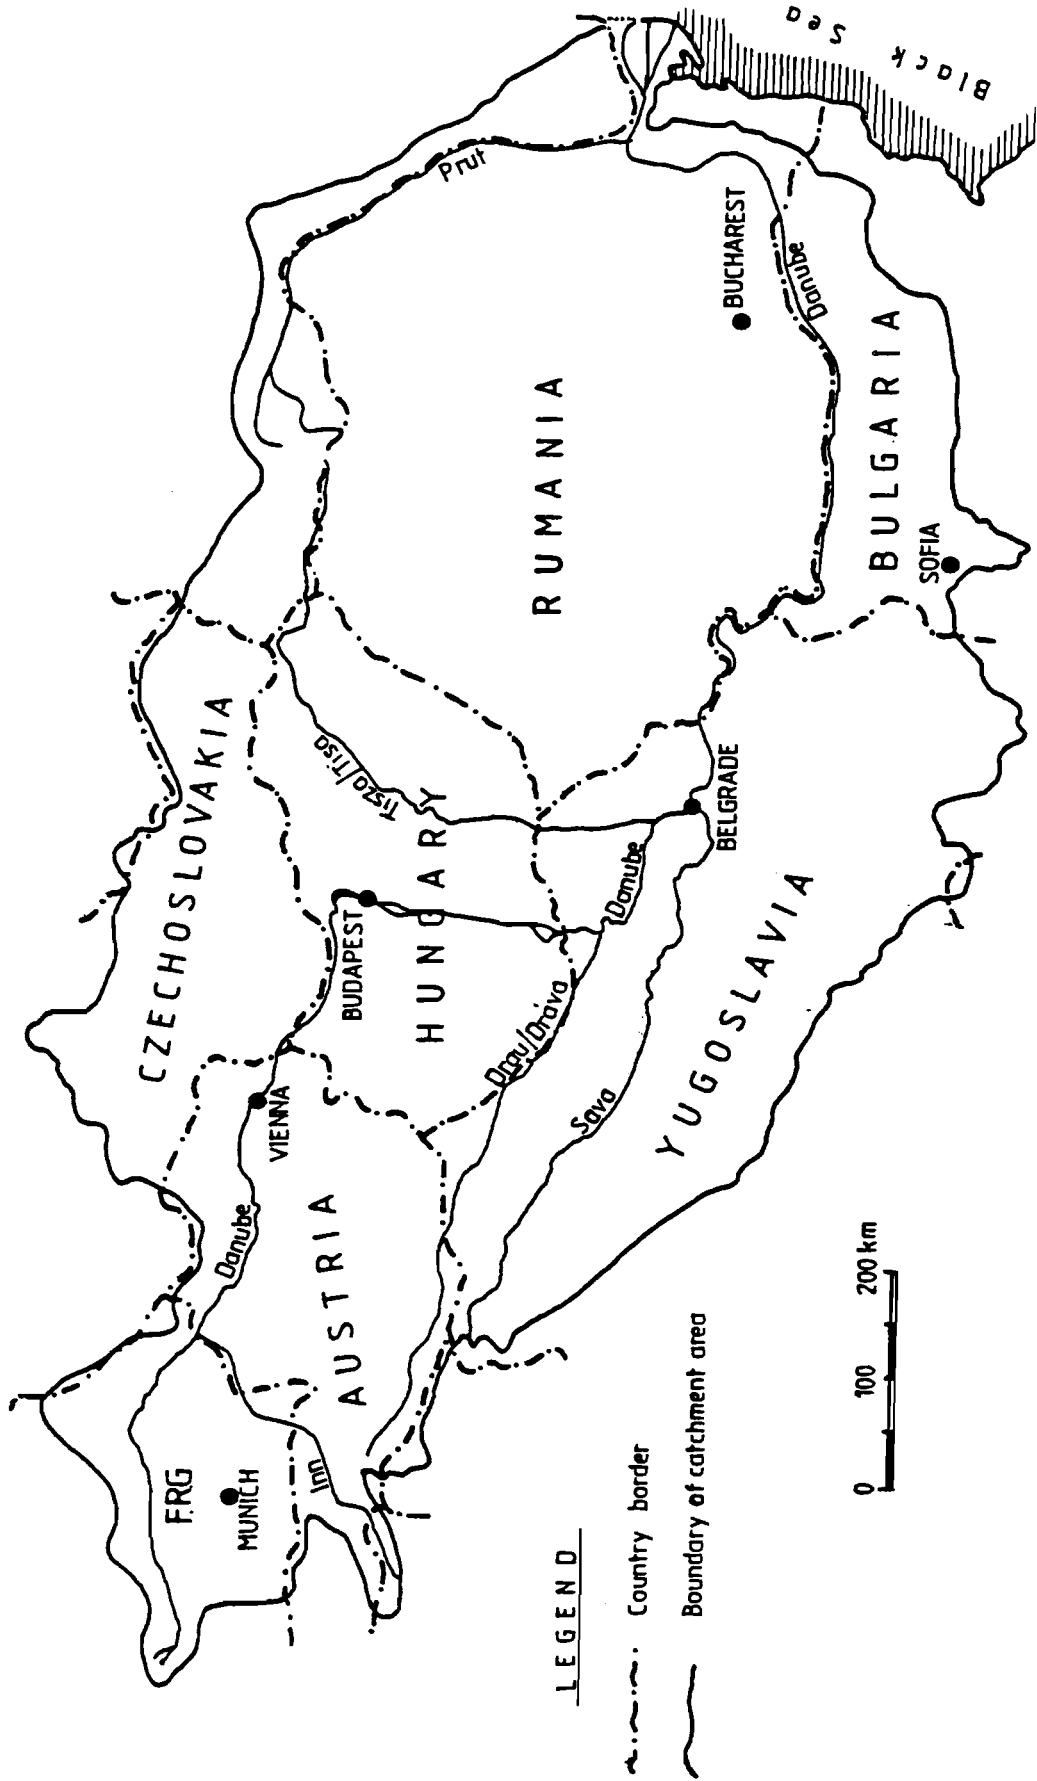 Black Sea
Prut
BUCHAREST
Danube
RUMANIA
BULGARIA
SOFIA
CZECHOSLOVAKIA
Tisza/Tisa
HUNGARY
BUDAPEST
Danube
BELGRADE
YUGOSLAVIA
Drau/Dráva
Sava
VIENNA
Danube
AUSTRIA
F.R.G
MUNICH
Inn
LEGEND
Country border
Boundary of catchment area
0 100 200 km